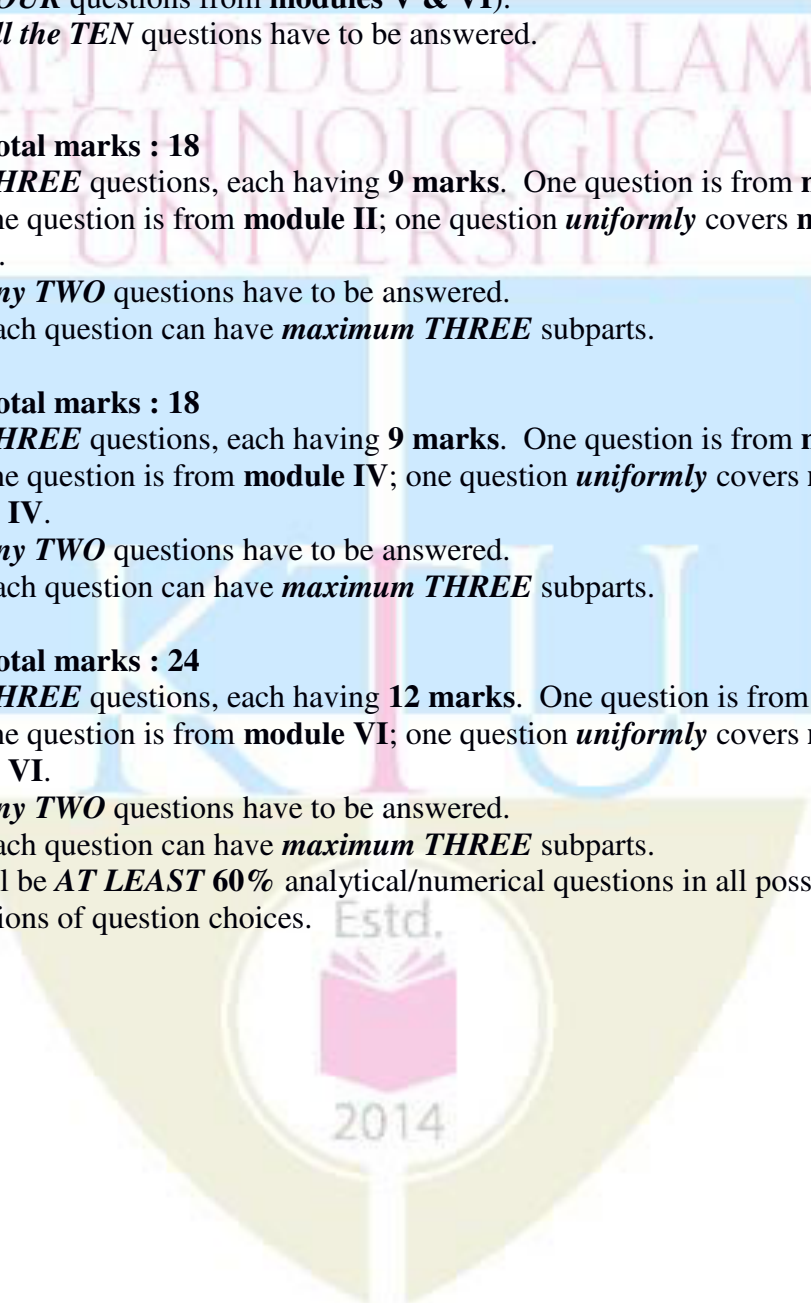 OUR questions from modules V & VI).
ll the TEN questions have to be answered.
APJ ABDUL KALAM
TECHNOLOGICAL
UNIVERSITY
otal marks : 18
HREE questions, each having 9 marks. One question is from
ne question is from module II; one question uniformly covers
.
ny TWO questions have to be answered.
ach question can have maximum THREE subparts.
otal marks : 18
HREE questions, each having 9 marks. One question is from
ne question is from module IV; one question uniformly covers
IV.
ny TWO questions have to be answered.
ach question can have maximum THREE subparts.
KTU
otal marks : 24
HREE questions, each having 12 marks. One question is from
ne question is from module VI; one question uniformly covers
VI.
ny TWO questions have to be answered.
ach question can have maximum THREE subparts.
l be AT LEAST 60% analytical/numerical questions in all poss
ions of question choices.
Estd.
2014